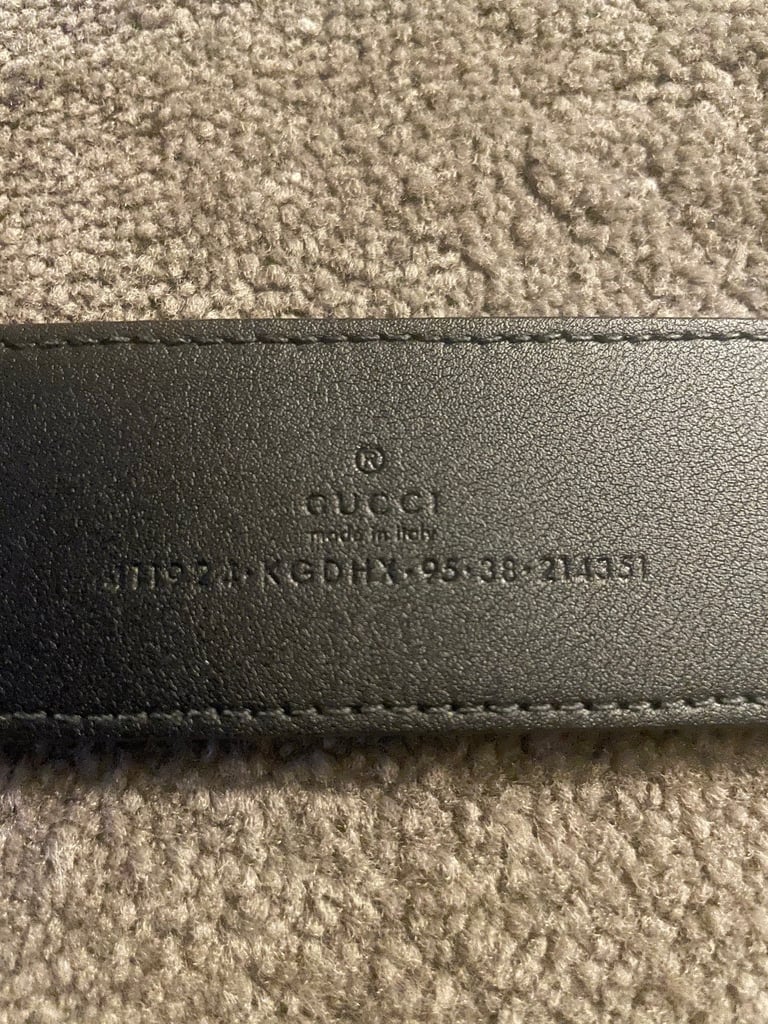 ®
GUCCI
made in italy
411924·KGDHX·95·38·214351